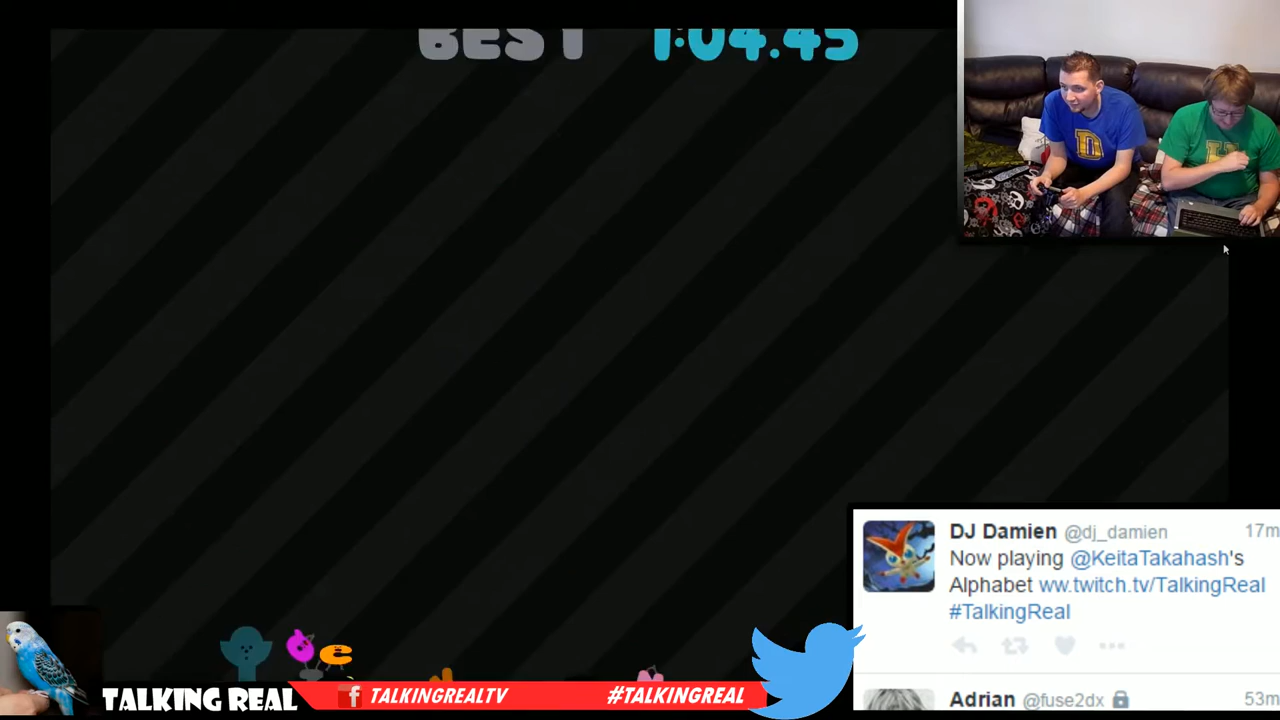 BEST 1:04.45
D
DJ Damien @dj_damien 17m
Now playing @KeitaTakahash's
Alphabet ww.twitch.tv/TalkingReal
#TalkingReal
Adrian @fuse2dx 53m
TALKING REAL
f TALKINGREALTV
#TALKINGREAL